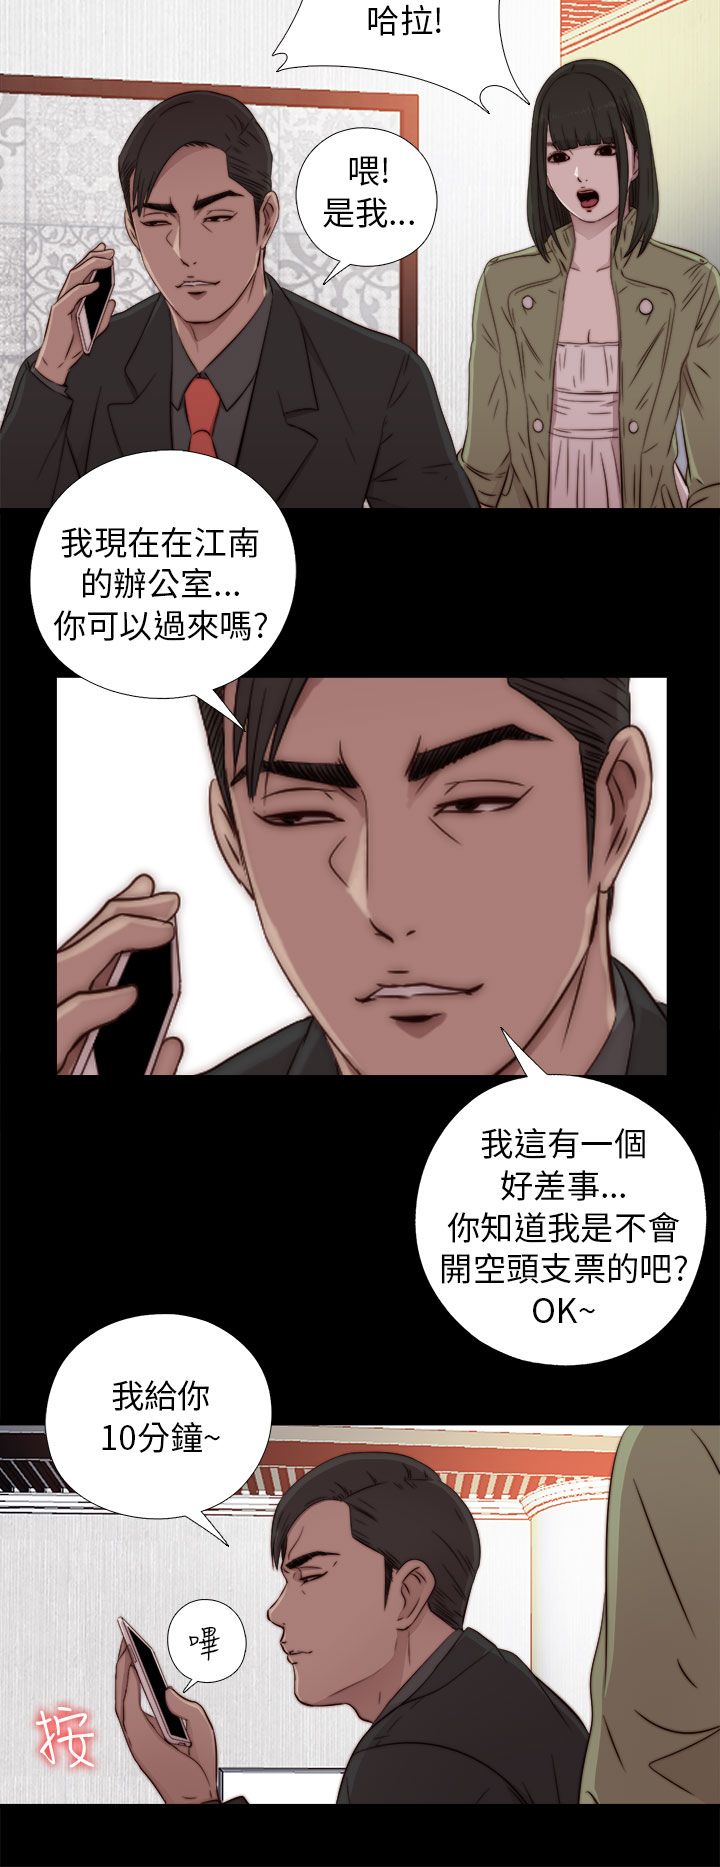 哈拉!
喂!
是我...
我現在在江南
的辦公室...
你可以過來嗎?
我這有一個
好差事...
你知道我是不會
開空頭支票的吧?
OK~
我給你
10分鐘~
嗶
按